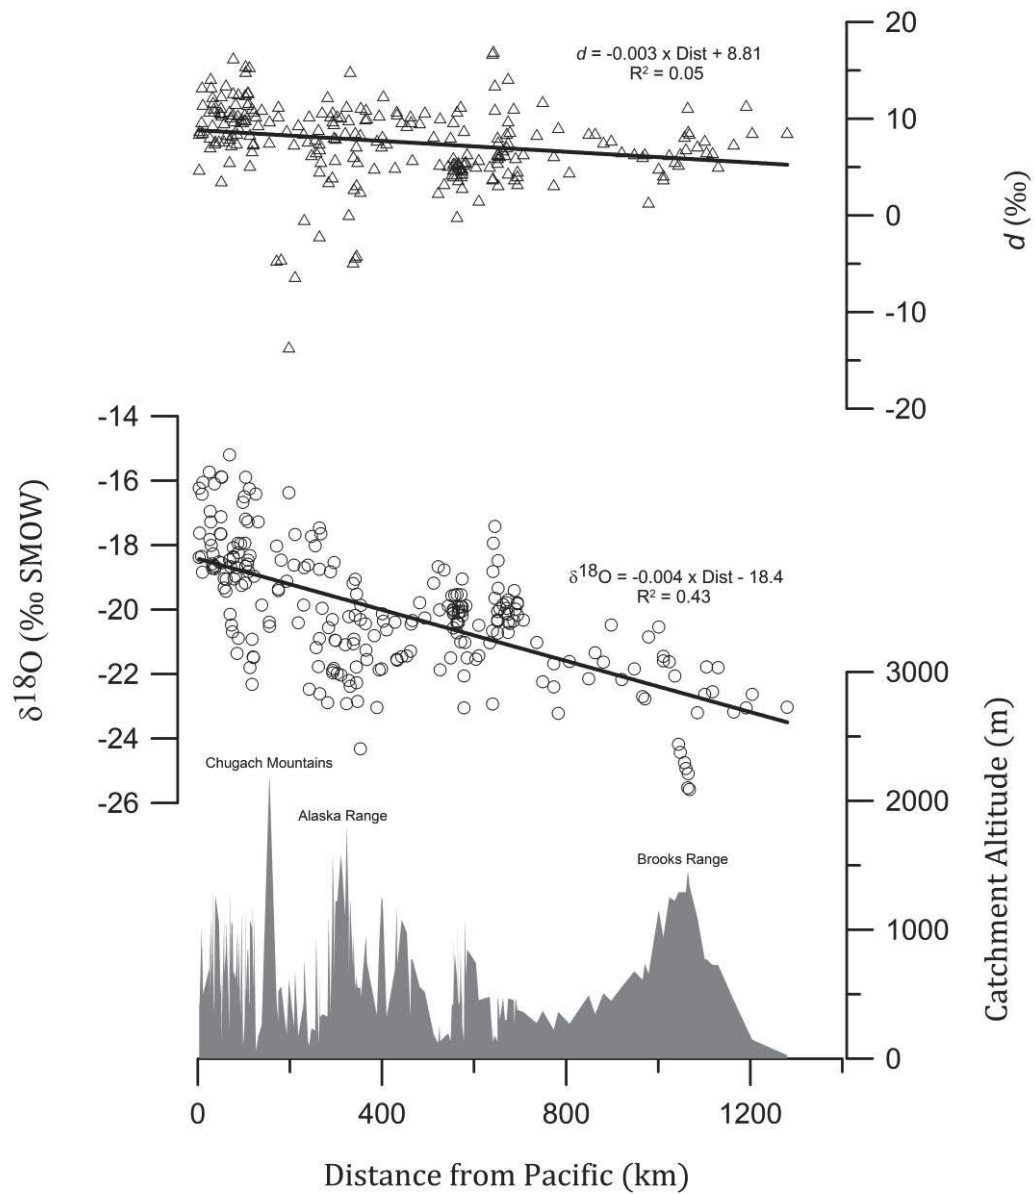 20
d = -0.003 x Dist + 8.81
R² = 0.05
10
0
d (‰)
-10
-20
-14
-16
-18
-20
-22
-24
-26
δ¹⁸O (‰ SMOW)
δ¹⁸O = -0.004 x Dist - 18.4
R² = 0.43
3000
2000
1000
0
Catchment Altitude (m)
Chugach Mountains
Alaska Range
Brooks Range
0 400 800 1200
Distance from Pacific (km)